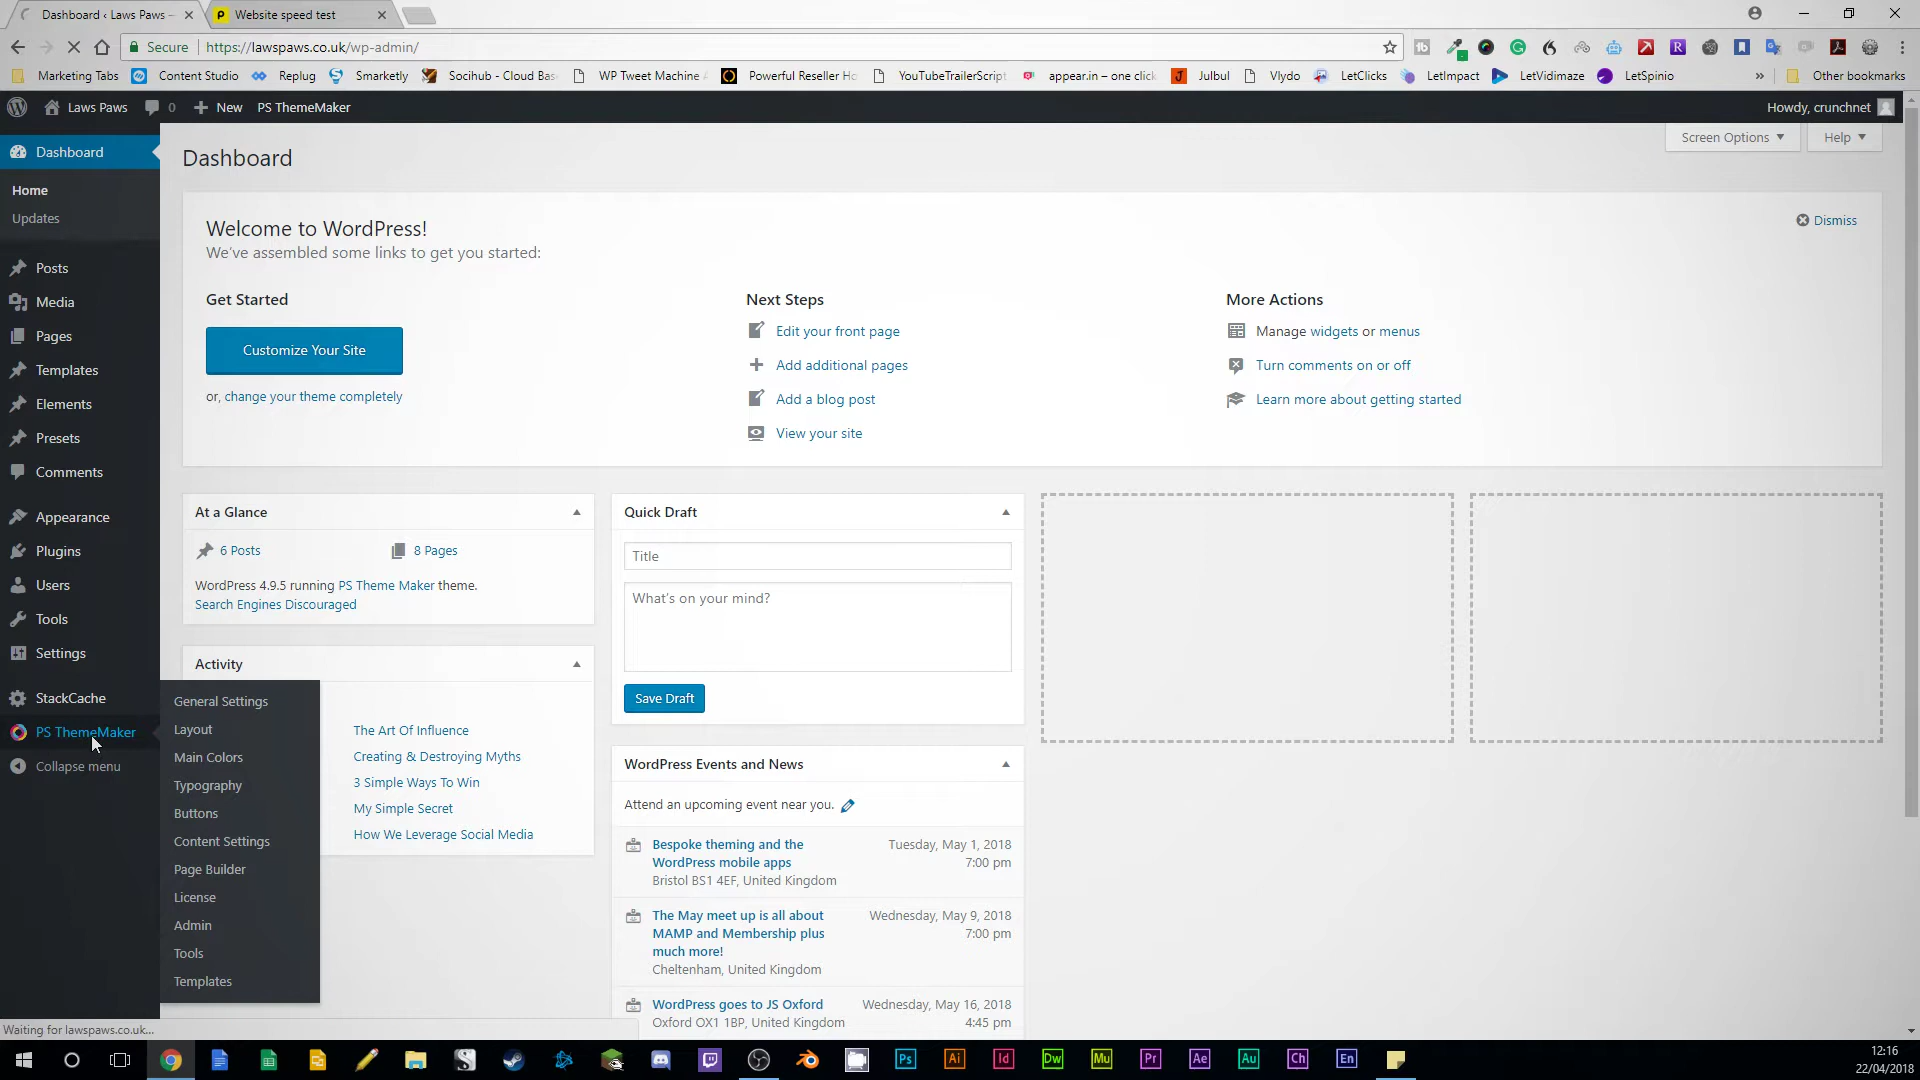 Dashboard ‹ Laws Paws –
Website speed test
Secure
https://lawspaws.co.uk/wp-admin/
Marketing Tabs
Content Studio
Replug
Smarketly
Socihub - Cloud Bas
WP Tweet Machine
Powerful Reseller Ho
YouTubeTrailerScript
appear.in – one click
Julbul
Vlydo
LetClicks
LetImpact
LetVidimaze
LetSpinio
»
Other bookmarks
Laws Paws
0
New
PS ThemeMaker
Howdy, crunchnet
Dashboard
Home
Updates
Posts
Media
Pages
Templates
Elements
Presets
Comments
Appearance
Plugins
Users
Tools
Settings
StackCache
PS ThemeMaker
Collapse menu
General Settings
Layout
Main Colors
Typography
Buttons
Content Settings
Page Builder
License
Admin
Tools
Templates
Screen Options
Help
Dashboard
Welcome to WordPress!
We've assembled some links to get you started:
Dismiss
Get Started
Customize Your Site
or, change your theme completely
Next Steps
Edit your front page
Add additional pages
Add a blog post
View your site
More Actions
Manage widgets or menus
Turn comments on or off
Learn more about getting started
At a Glance
6 Posts
8 Pages
WordPress 4.9.5 running PS Theme Maker theme.
Search Engines Discouraged
Activity
The Art Of Influence
Creating & Destroying Myths
3 Simple Ways To Win
My Simple Secret
How We Leverage Social Media
Quick Draft
Title
What's on your mind?
Save Draft
WordPress Events and News
Attend an upcoming event near you.
Bespoke theming and the
WordPress mobile apps
Bristol BS1 4EF, United Kingdom
Tuesday, May 1, 2018
7:00 pm
The May meet up is all about
MAMP and Membership plus
much more!
Cheltenham, United Kingdom
Wednesday, May 9, 2018
7:00 pm
WordPress goes to JS Oxford
Oxford OX1 1BP, United Kingdom
Wednesday, May 16, 2018
4:45 pm
Waiting for lawspaws.co.uk...
Ps
Ai
Id
Dw
Mu
Pr
Ae
Au
Ch
En
12:16
22/04/2018